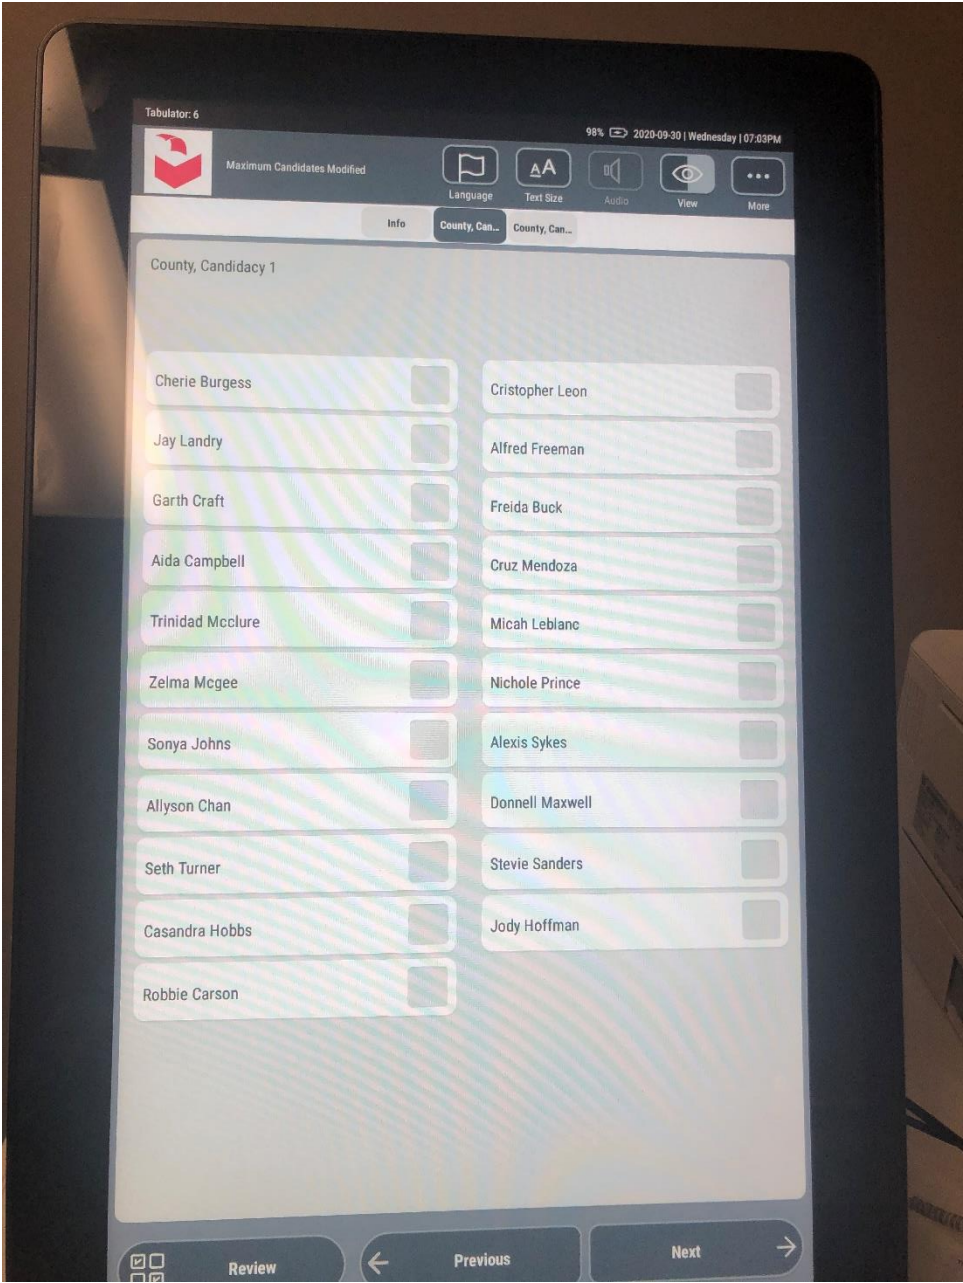 Tabulator: 6
98% 2020-09-30 | Wednesday | 07:03PM
Maximum Candidates Modified
Language
AA
Text Size
Audio
View
More
Info
County, Can...
County, Can...
County, Candidacy 1
Cherie Burgess
Jay Landry
Garth Craft
Aida Campbell
Trinidad Mcclure
Zelma Mcgee
Sonya Johns
Allyson Chan
Seth Turner
Casandra Hobbs
Robbie Carson
Cristopher Leon
Alfred Freeman
Freida Buck
Cruz Mendoza
Micah Leblanc
Nichole Prince
Alexis Sykes
Donnell Maxwell
Stevie Sanders
Jody Hoffman
Review
Previous
Next